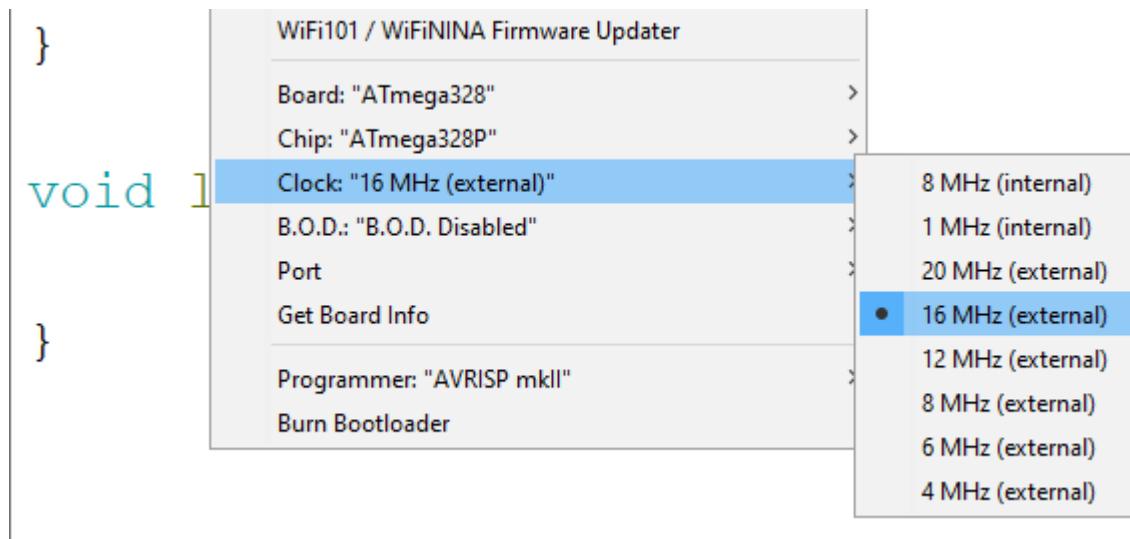 }
void l
}
WiFi101 / WiFiNINA Firmware Updater
Board: "ATmega328"
Chip: "ATmega328P"
Clock: "16 MHz (external)"
B.O.D.: "B.O.D. Disabled"
Port
Get Board Info
Programmer: "AVRISP mkII"
Burn Bootloader
8 MHz (internal)
1 MHz (internal)
20 MHz (external)
16 MHz (external)
12 MHz (external)
8 MHz (external)
6 MHz (external)
4 MHz (external)